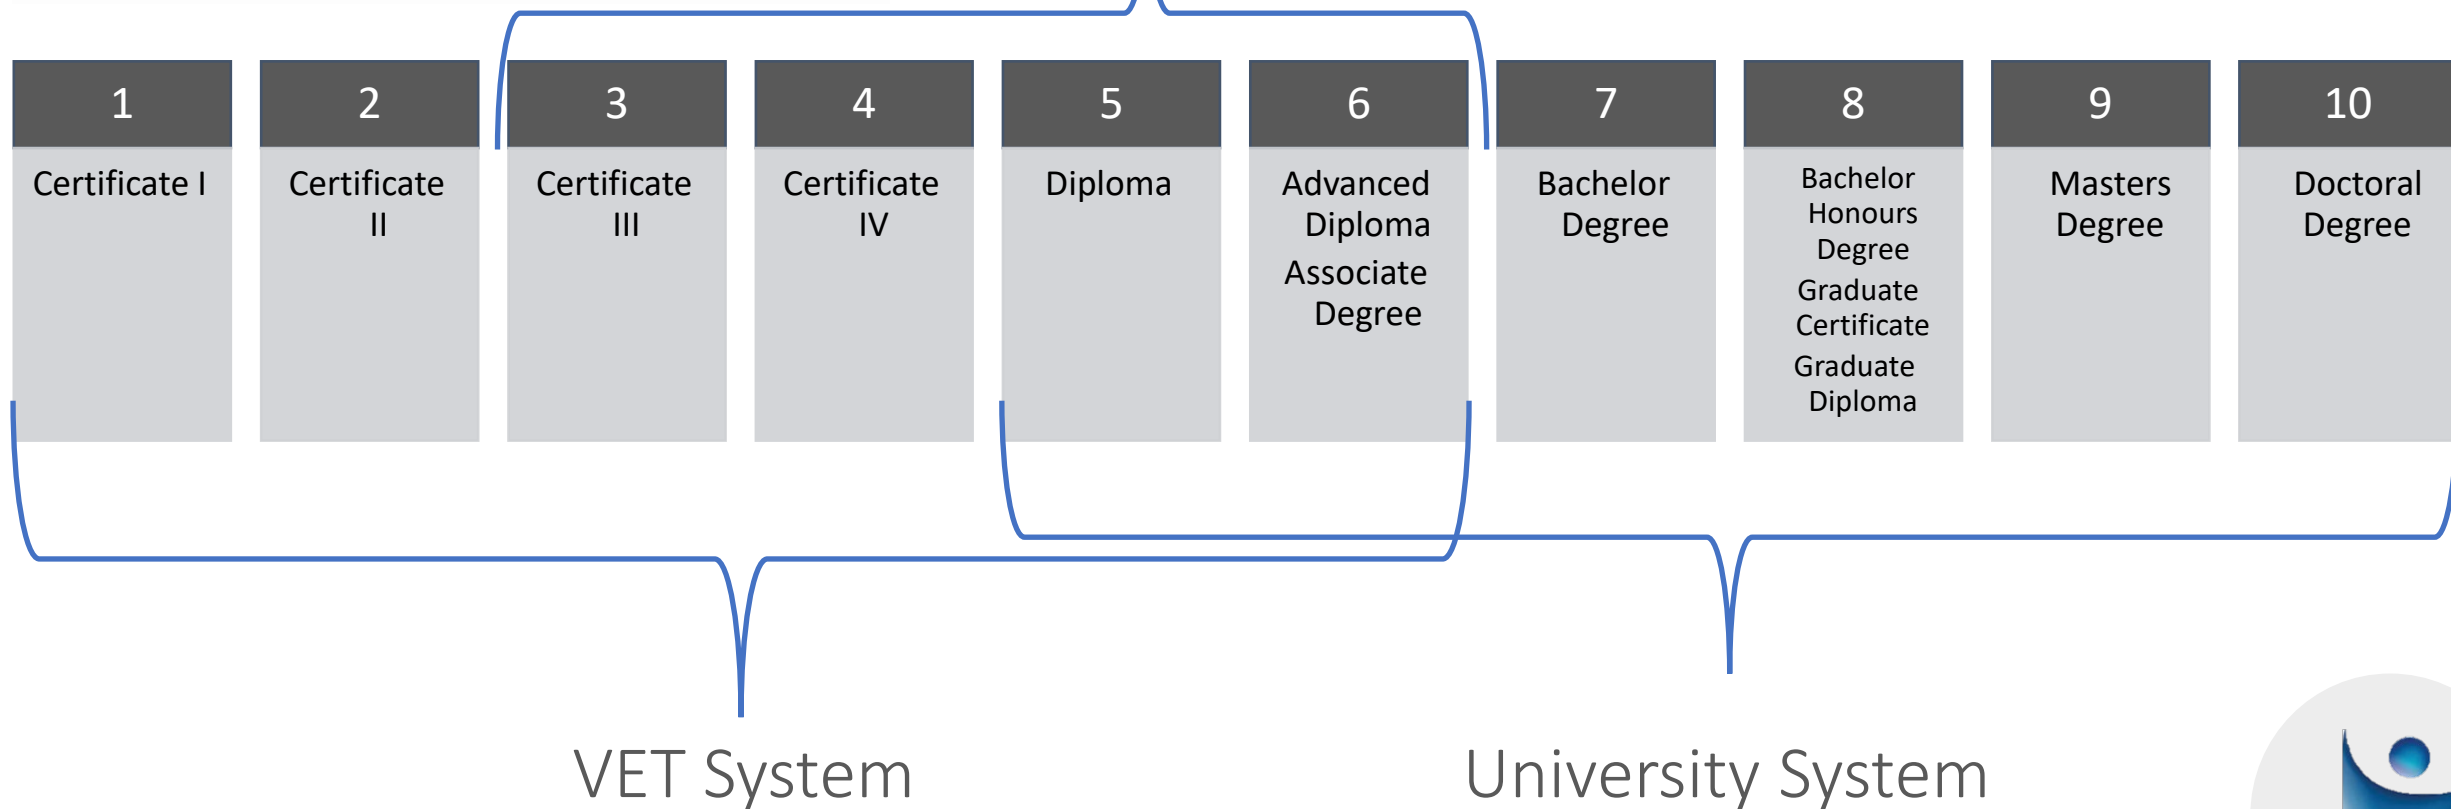 1
Certificate I
2
Certificate
II
3
Certificate
III
4
Certificate
IV
5
Diploma
6
Advanced
Diploma
Associate
Degree
7
Bachelor
Degree
8
Bachelor
Honours
Degree
Graduate
Certificate
Graduate
Diploma
9
Masters
Degree
10
Doctoral
Degree
VET System
University System